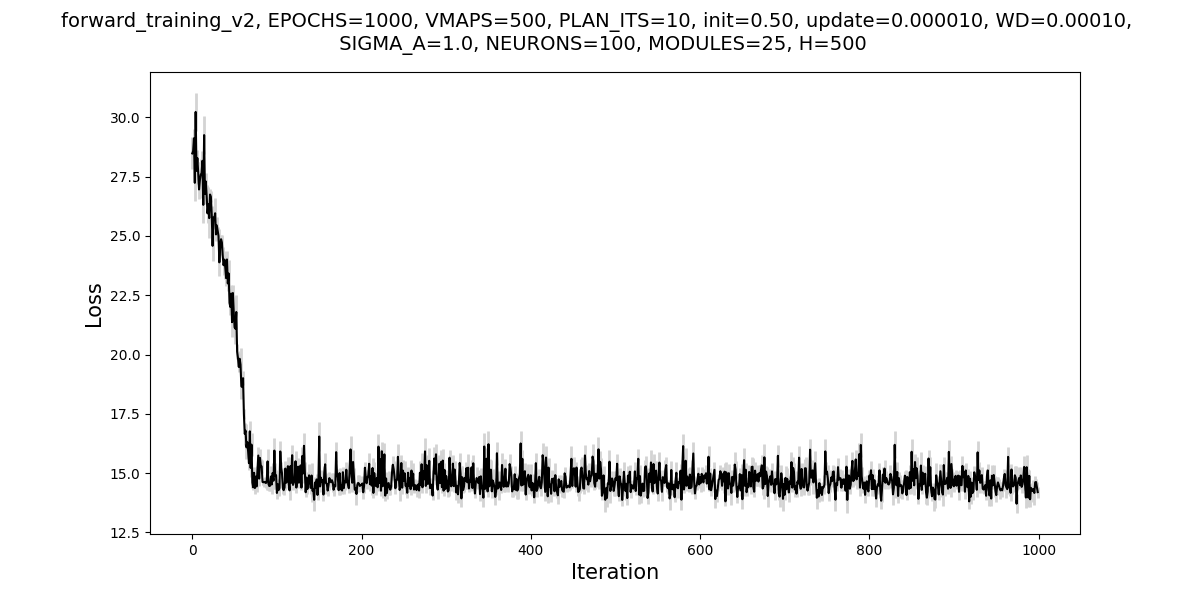 forward_training_v2, EPOCHS=1000, VMAPS=500, PLAN_ITS=10, init=0.50, update=0.000010, WD=0.00010,
SIGMA_A=1.0, NEURONS=100, MODULES=25, H=500
30.0
27.5
25.0
22.5
20.0
17.5
15.0
12.5
Loss
0 200 400 600 800 1000
Iteration